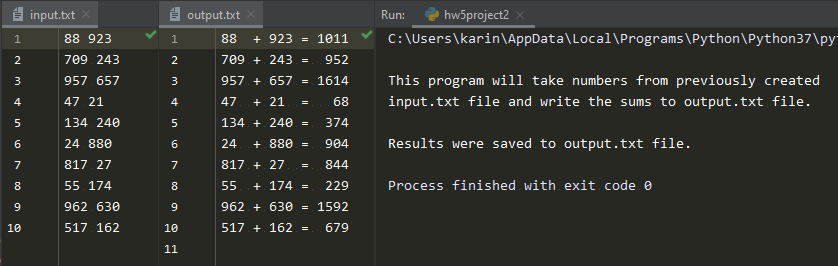 input.txt
1 88 923
2 709 243
3 957 657
4 47 21
5 134 240
6 24 880
7 817 27
8 55 174
9 962 630
10 517 162
output.txt
1 88  + 923 = 1011
2 709 + 243 =  952
3 957 + 657 = 1614
4 47  + 21  =   68
5 134 + 240 =  374
6 24  + 880 =  904
7 817 + 27  =  844
8 55  + 174 =  229
9 962 + 630 = 1592
10 517 + 162 =  679
11
Run: hw5project2
C:\Users\karin\AppData\Local\Programs\Python\Python37\py
This program will take numbers from previously created
input.txt file and write the sums to output.txt file.
Results were saved to output.txt file.
Process finished with exit code 0